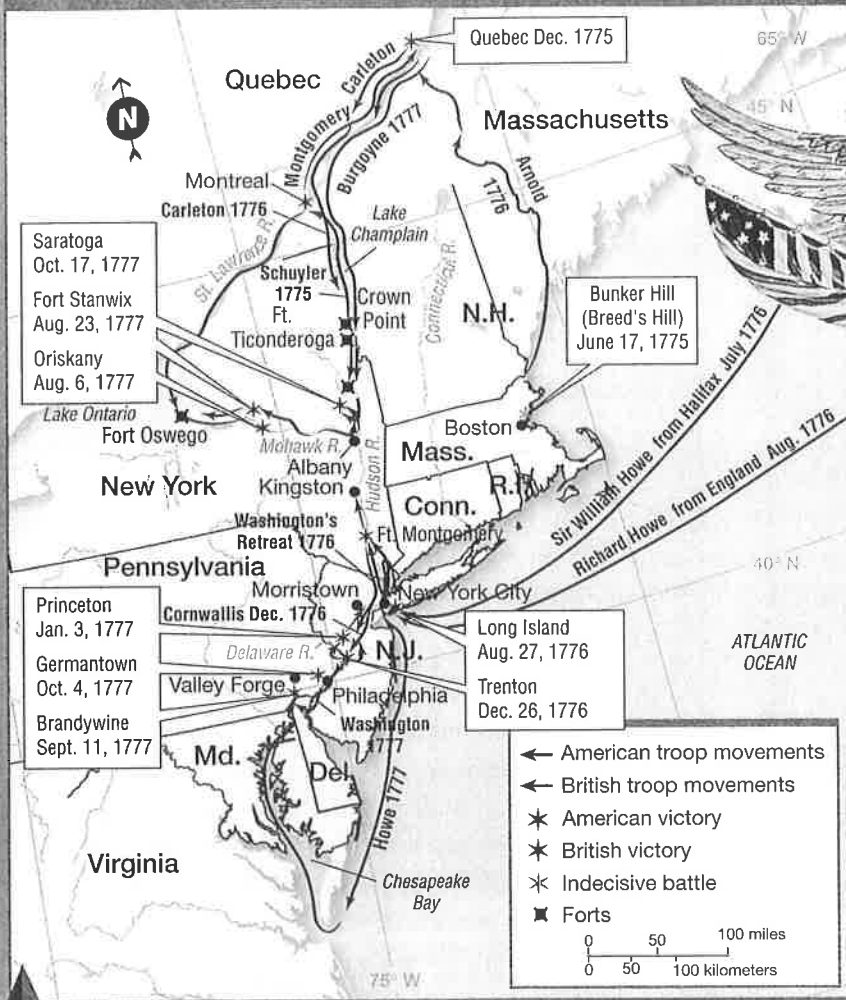 Quebec Dec. 1775
65° W
Quebec
Carleton
45° N
N
Massachusetts
Montgomery
Burgoyne 1777
Arnold
1776
Montreal
Carleton 1776
Lake
Champlain
St. Lawrence R.
Connecticut R.
Saratoga
Oct. 17, 1777
Fort Stanwix
Aug. 23, 1777
Oriskany
Aug. 6, 1777
Schuyler
1775
Crown
Point
Ft.
Ticonderoga
N.H.
Bunker Hill
(Breed's Hill)
June 17, 1775
Lake Ontario
Fort Oswego
Mohawk R.
Albany
Hudson R.
Boston
Mass.
New York
Kingston
Conn.
R.I.
Sir William Howe from Halifax July 1776
Richard Howe from England Aug. 1776
Washington's
Retreat 1776
Ft. Montgomery
40° N
Pennsylvania
Morristown
New York City
Cornwallis Dec. 1776
Princeton
Jan. 3, 1777
Germantown
Oct. 4, 1777
Brandywine
Sept. 11, 1777
Long Island
Aug. 27, 1776
Trenton
Dec. 26, 1776
Delaware R.
N.J.
ATLANTIC
OCEAN
Valley Forge
Philadelphia
Washington
1777
Md.
Del.
Howe 1777
Virginia
Chesapeake
Bay
75° W
American troop movements
British troop movements
American victory
British victory
Indecisive battle
Forts
0 50 100 miles
0 50 100 kilometers